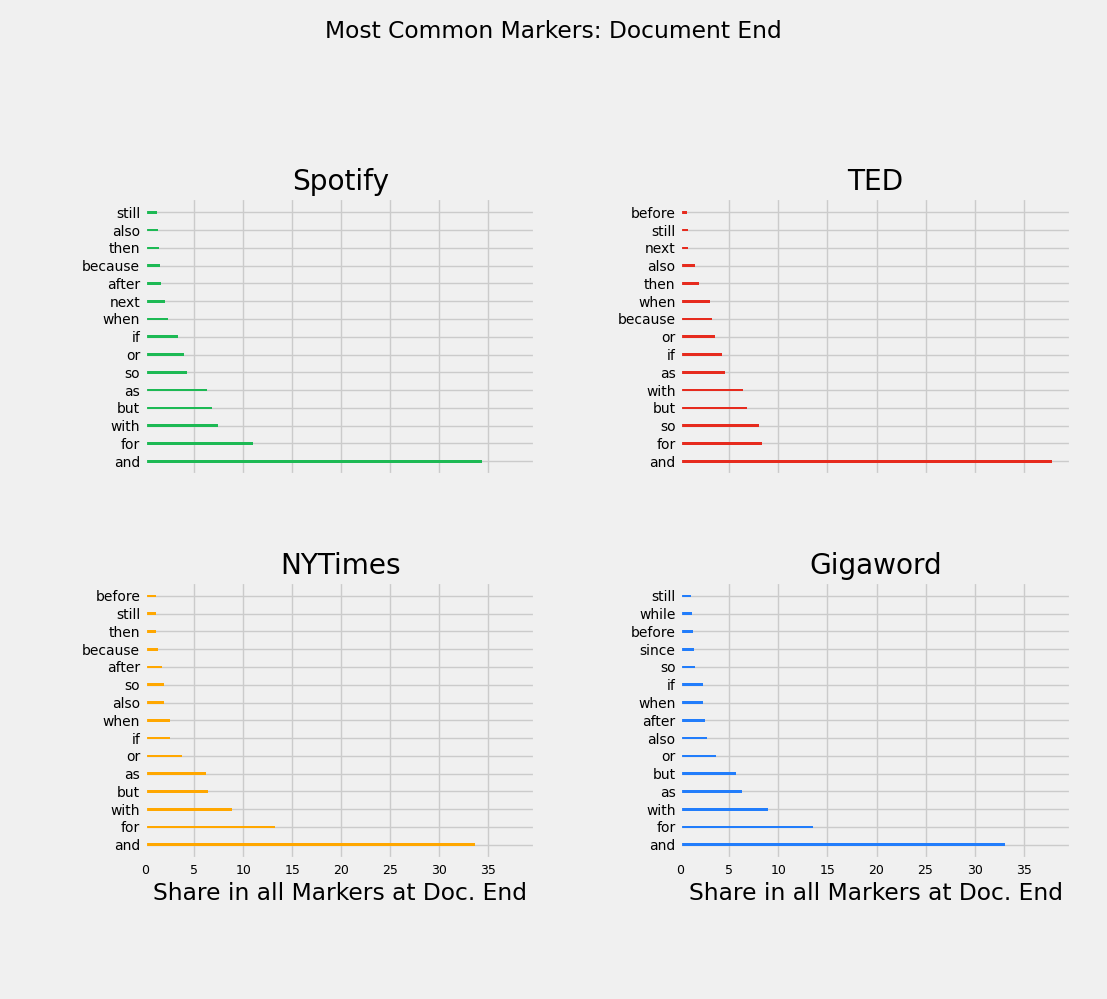 Most Common Markers: Document End
Spotify
still
also
then
because
after
next
when
if
or
so
as
but
with
for
and
TED
before
still
next
also
then
when
because
or
if
as
with
but
so
for
and
NYTimes
before
still
then
because
after
so
also
when
if
or
as
but
with
for
and
0 5 10 15 20 25 30 35
Share in all Markers at Doc. End
Gigaword
still
while
before
since
so
if
when
after
also
or
but
as
with
for
and
0 5 10 15 20 25 30 35
Share in all Markers at Doc. End